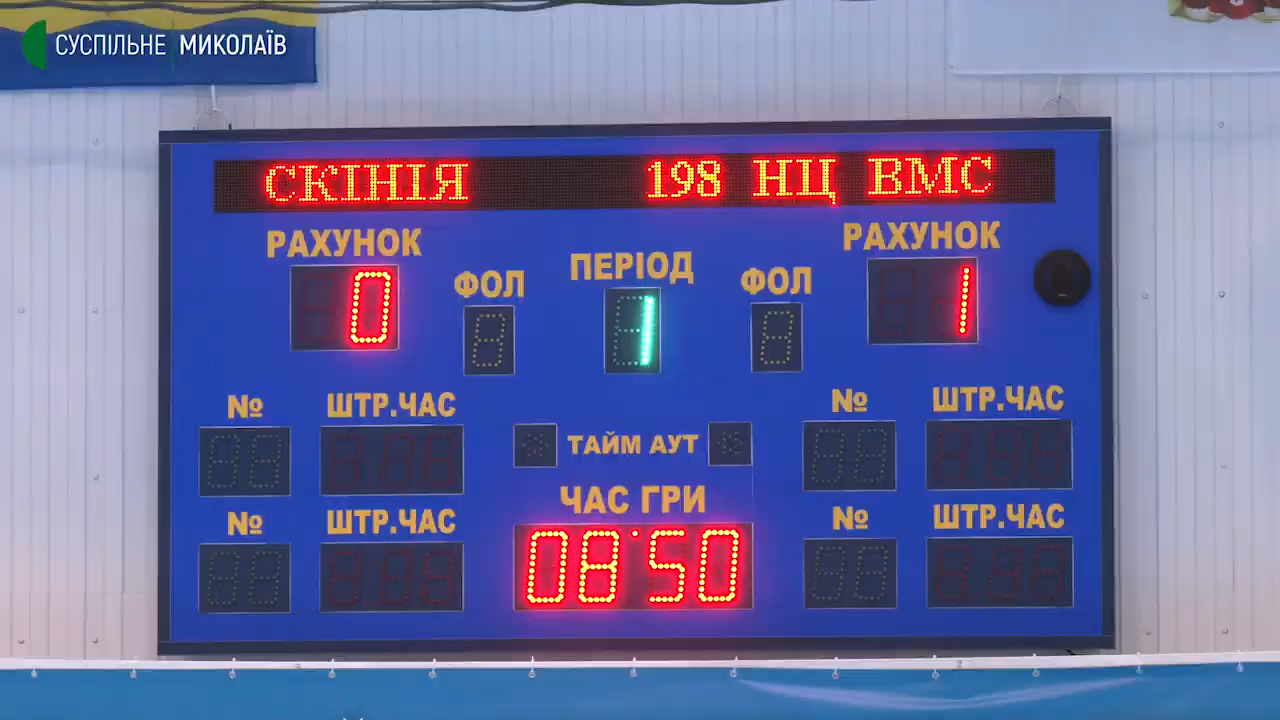 СУСПІЛЬНЕ МИКОЛАЇВ
СКІНІЯ 198 НЦ ВМС
РАХУНОК РАХУНОК
ФОЛ ПЕРІОД ФОЛ
0 1 1
№ ШТР.ЧАС № ШТР.ЧАС
ТАЙМ АУТ
ЧАС ГРИ
№ ШТР.ЧАС № ШТР.ЧАС
08:50